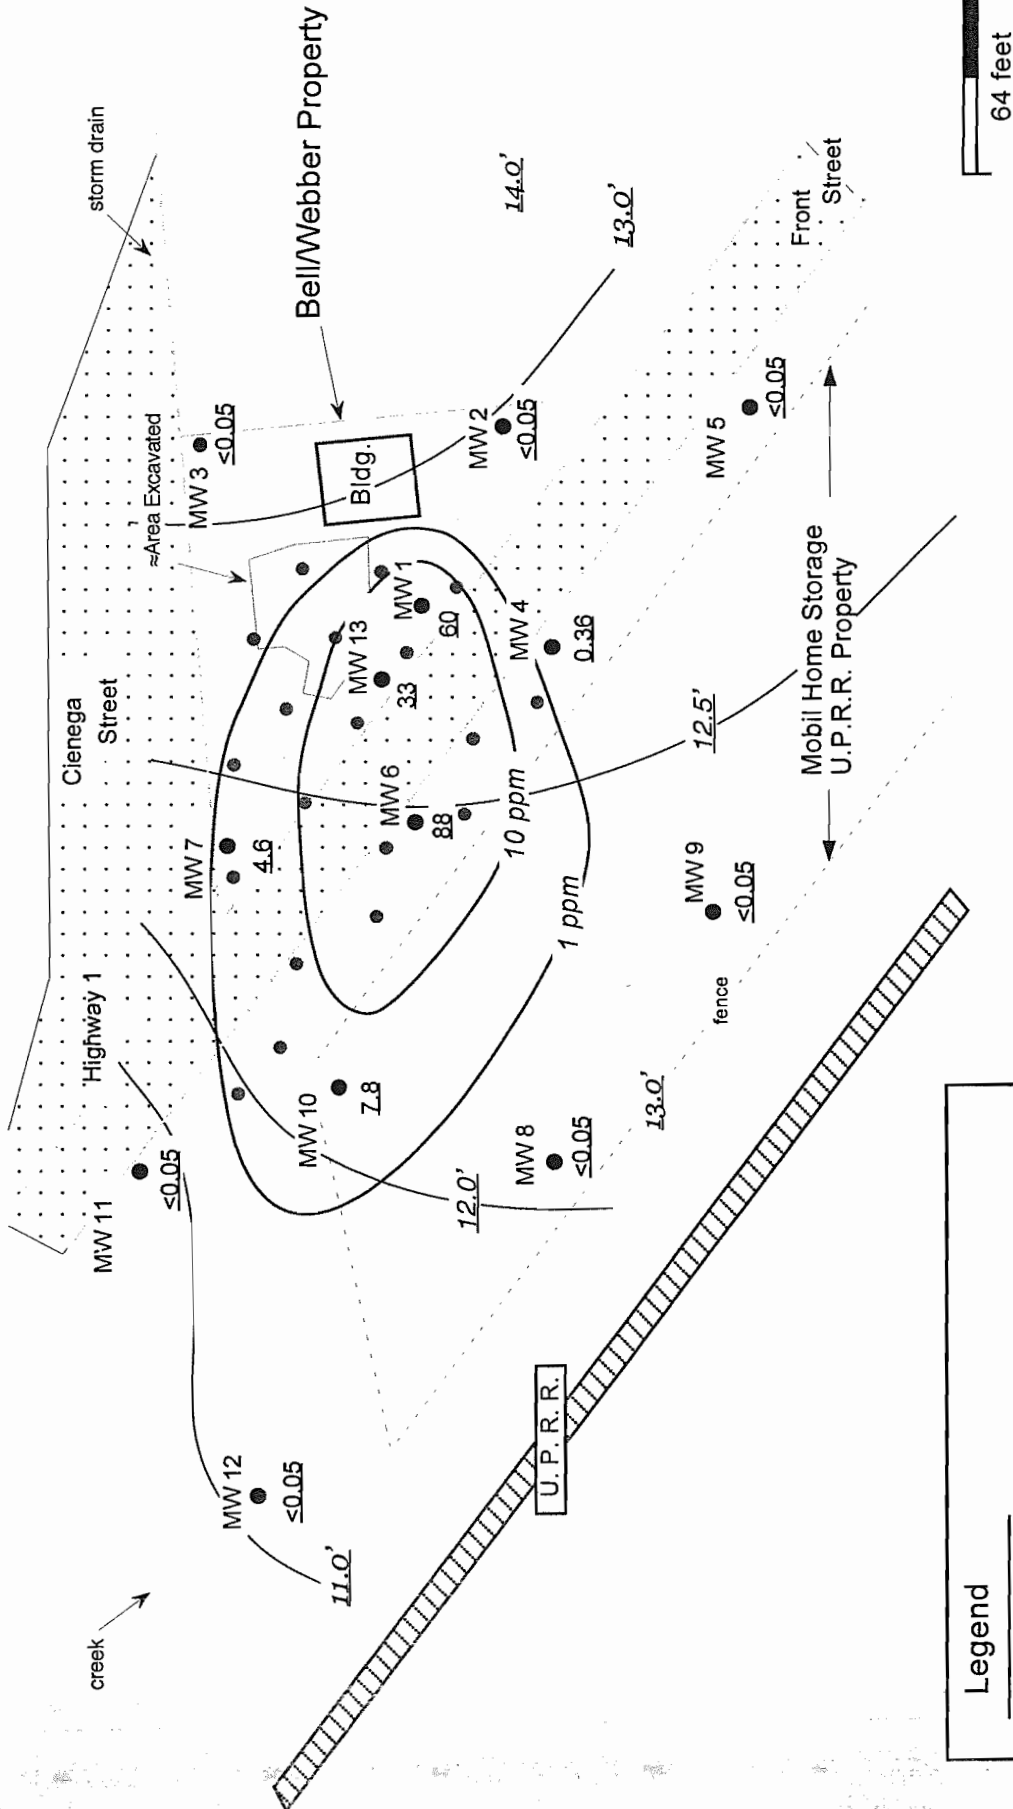 creek
MW 12
<0.05
11.0'
MW 11
<0.05
Highway 1
Cienega
Street
storm drain
≈Area Excavated
MW 3
<0.05
Bell/Webber Property
Bldg.
MW 7
4.6
MW 10
7.8
MW 6
88
MW 13
33
MW 1
60
MW 2
<0.05
14.0'
13.0'
MW 4
0.36
10 ppm
1 ppm
12.0'
MW 8
<0.05
13.0'
12.5'
MW 9
<0.05
MW 5
<0.05
Front
Street
fence
Mobil Home Storage
U.P.R.R. Property
U. P. R. R.
Legend
64 feet